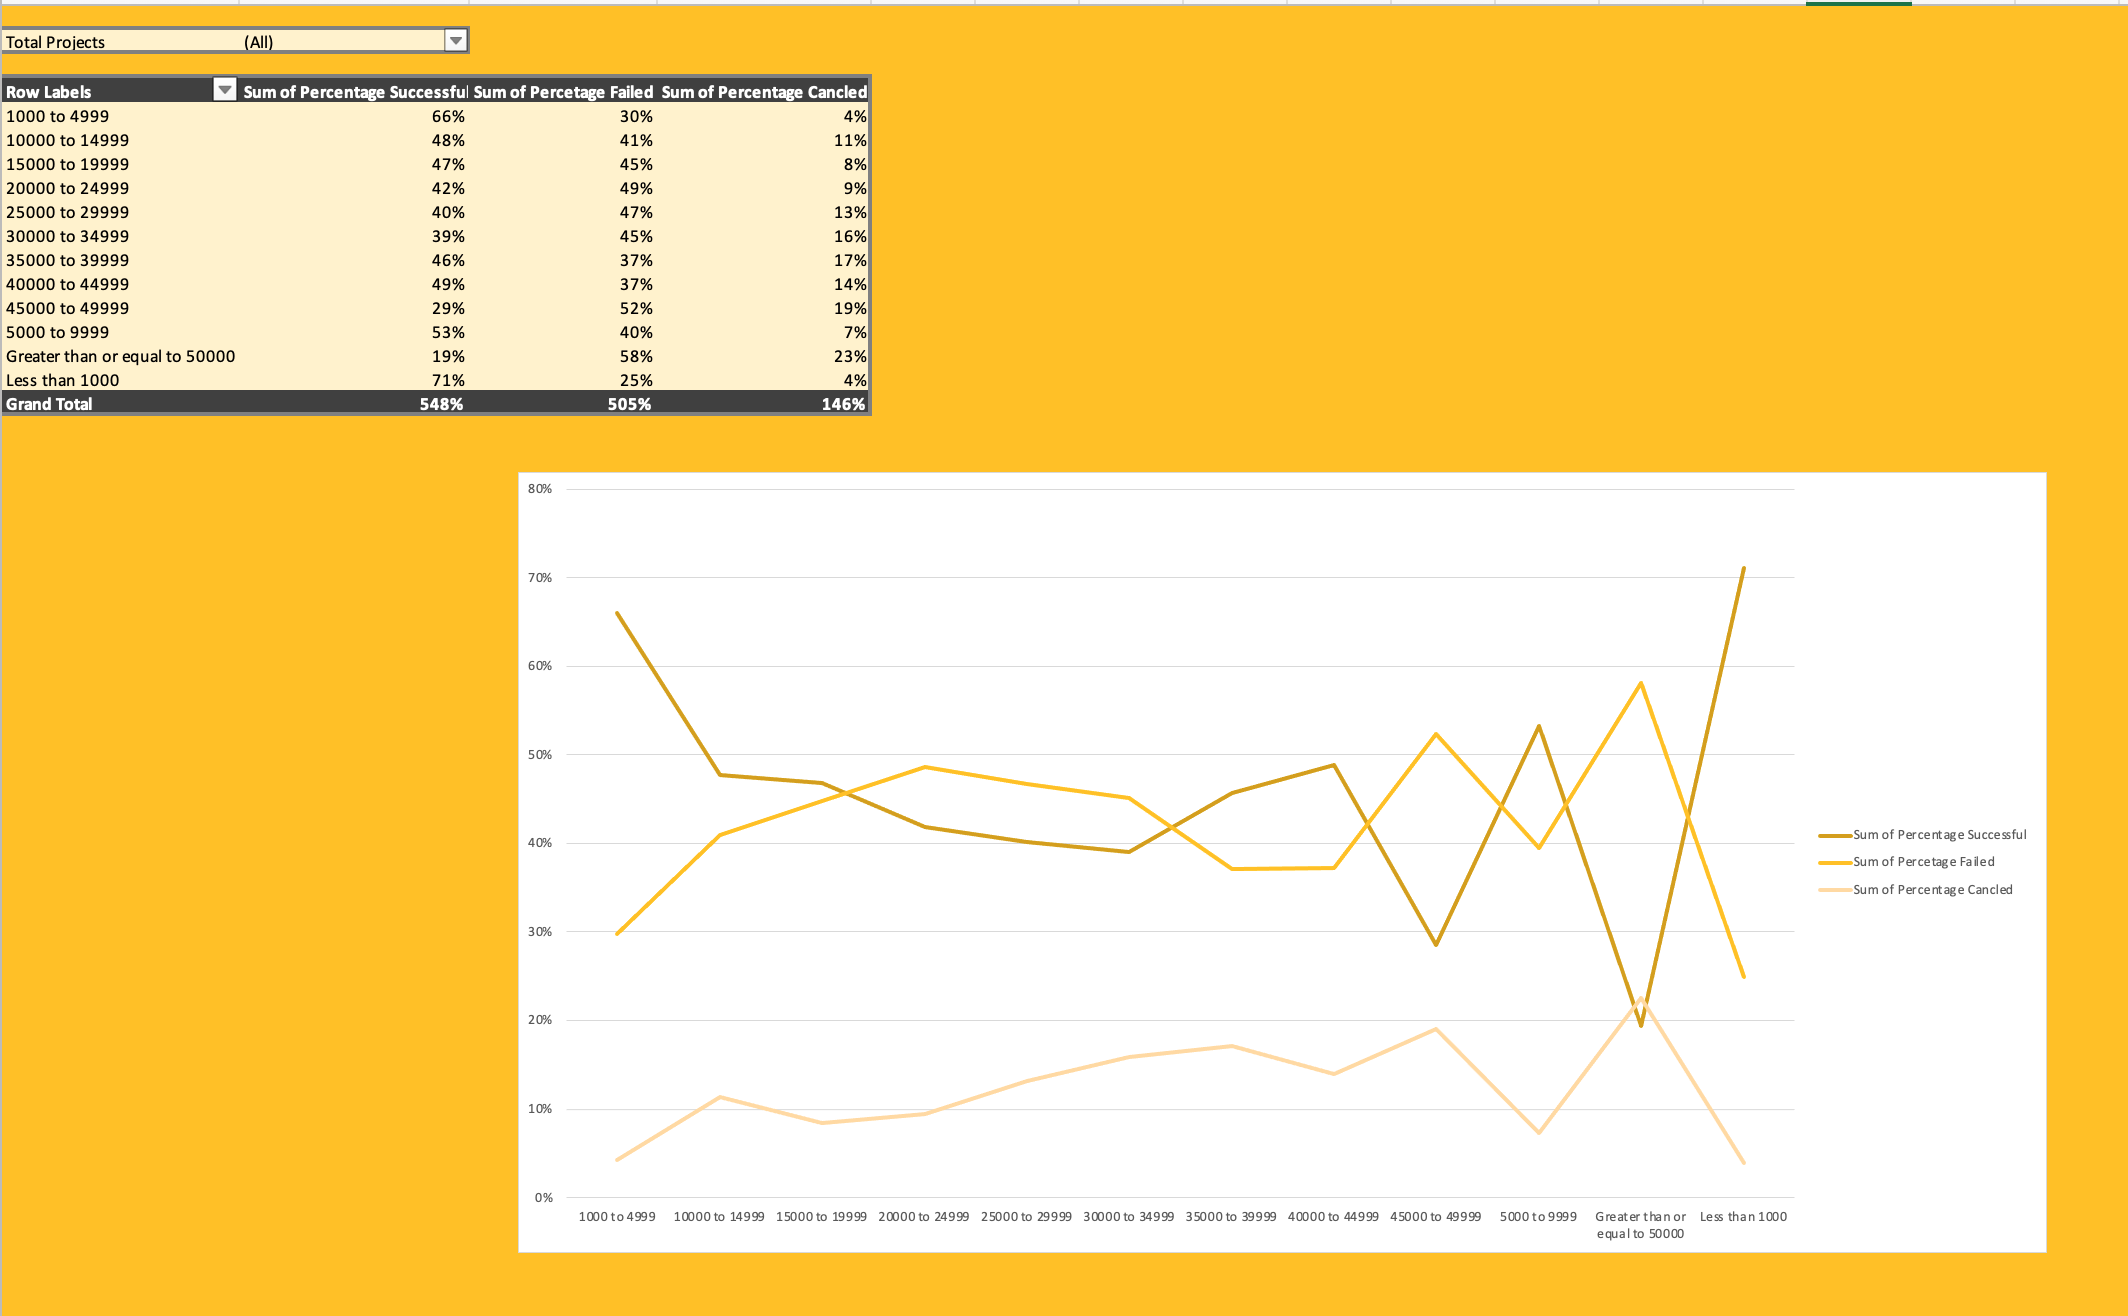 Total Projects (All)
Row Labels Sum of Percentage Successful Sum of Percetage Failed Sum of Percentage Cancled
1000 to 4999 66% 30% 4%
10000 to 14999 48% 41% 11%
15000 to 19999 47% 45% 8%
20000 to 24999 42% 49% 9%
25000 to 29999 40% 47% 13%
30000 to 34999 39% 45% 16%
35000 to 39999 46% 37% 17%
40000 to 44999 49% 37% 14%
45000 to 49999 29% 52% 19%
5000 to 9999 53% 40% 7%
Greater than or equal to 50000 19% 58% 23%
Less than 1000 71% 25% 4%
Grand Total 548% 505% 146%
80%
70%
60%
50%
40%
30%
20%
10%
0%
1000 to 4999 10000 to 14999 15000 to 19999 20000 to 24999 25000 to 29999 30000 to 34999 35000 to 39999 40000 to 44999 45000 to 49999 5000 to 9999 Greater than or Less than 1000
equal to 50000
Sum of Percentage Successful
Sum of Percetage Failed
Sum of Percentage Cancled